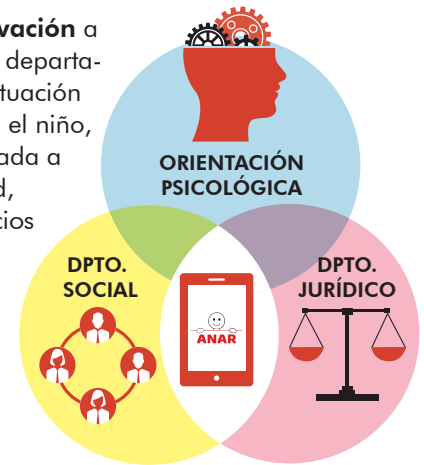 vación a
departa-
tuación
el niño,
ada a
d,
cios
ORIENTACIÓN
PSICOLÓGICA
DPTO.
SOCIAL
DPTO.
JURÍDICO
ANAR